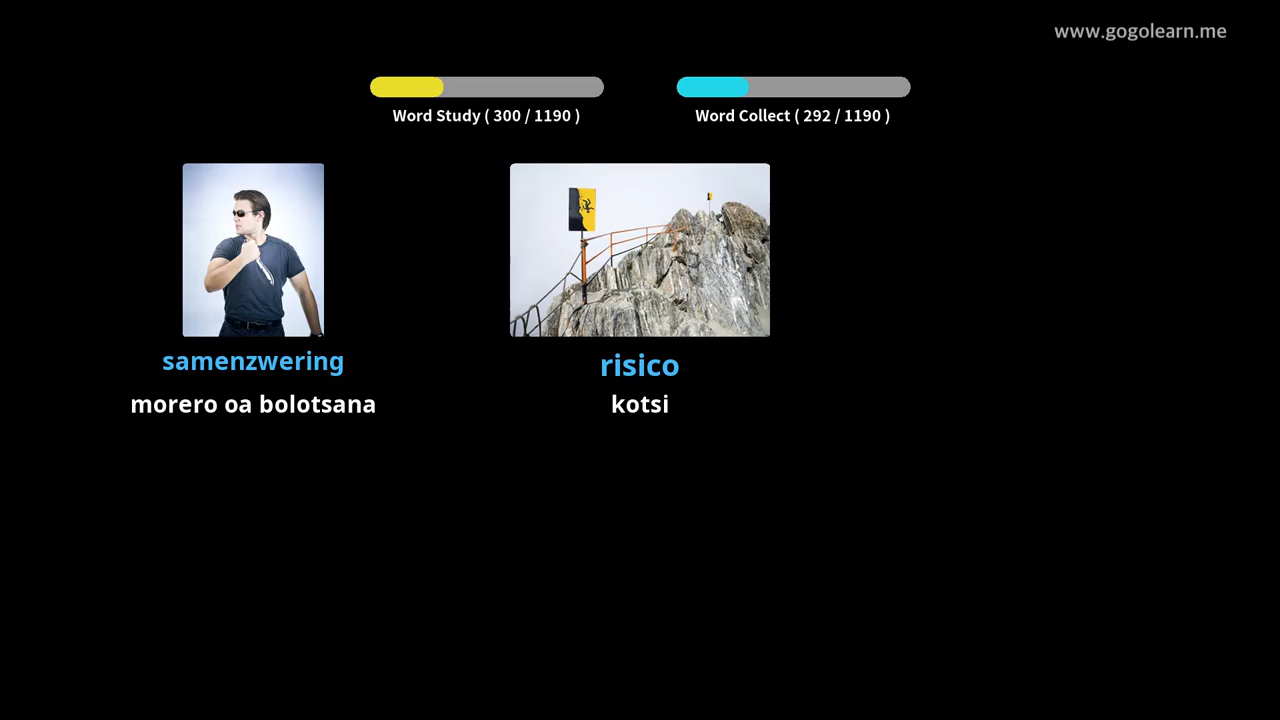 www.gogolearn.me
Word Study ( 300 / 1190 )
Word Collect ( 292 / 1190 )
samenzwering
risico
morero oa bolotsana
kotsi